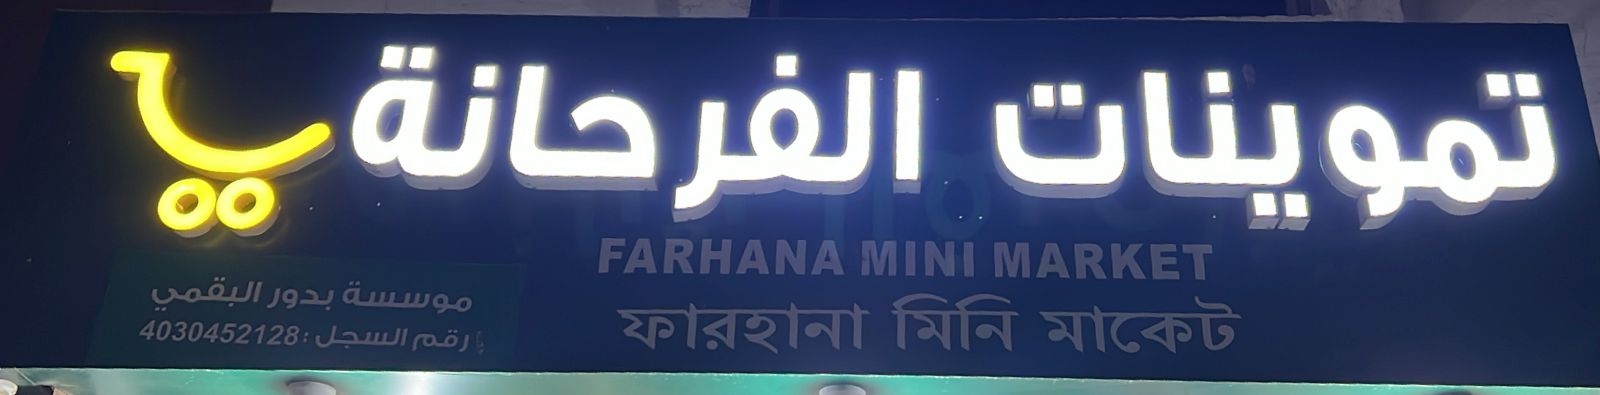 تموينات الفرحانة
FARHANA MINI MARKET
ফারহানা মিনি মাকেট
موسسة بدور البقمي
رقم السجل: 4030452128